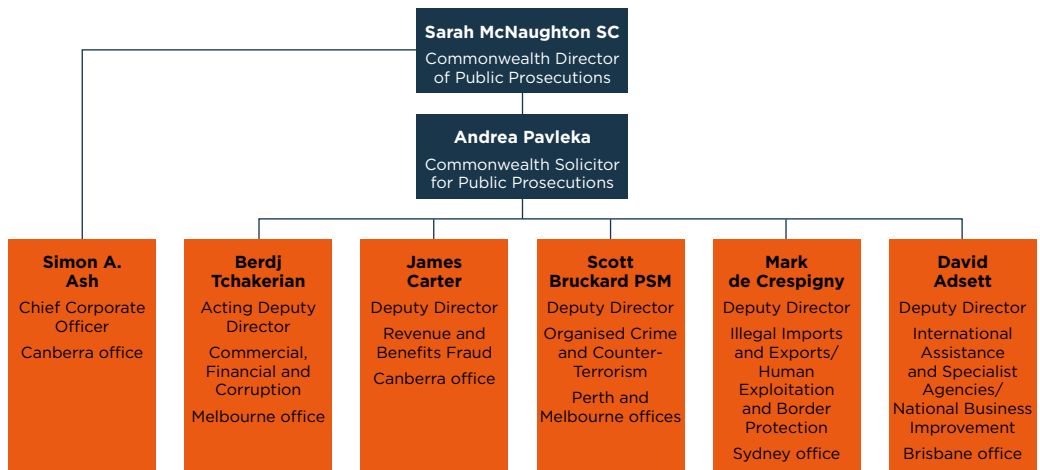 Sarah McNaughton SC
Commonwealth Director
of Public Prosecutions
Andrea Pavleka
Commonwealth Solicitor
for Public Prosecutions
Simon A.
Ash
Chief Corporate
Officer
Canberra office
Berdj
Tchakerian
Acting Deputy
Director
Commercial,
Financial and
Corruption
Melbourne office
James
Carter
Deputy Director
Revenue and
Benefits Fraud
Canberra office
Scott
Bruckard PSM
Deputy Director
Organised Crime
and Counter-
Terrorism
Perth and
Melbourne offices
Mark
de Crespigny
Deputy Director
Illegal Imports
and Exports/
Human
Exploitation
and Border
Protection
Sydney office
David
Adsett
Deputy Director
International
Assistance
and Specialist
Agencies/
National Business
Improvement
Brisbane office